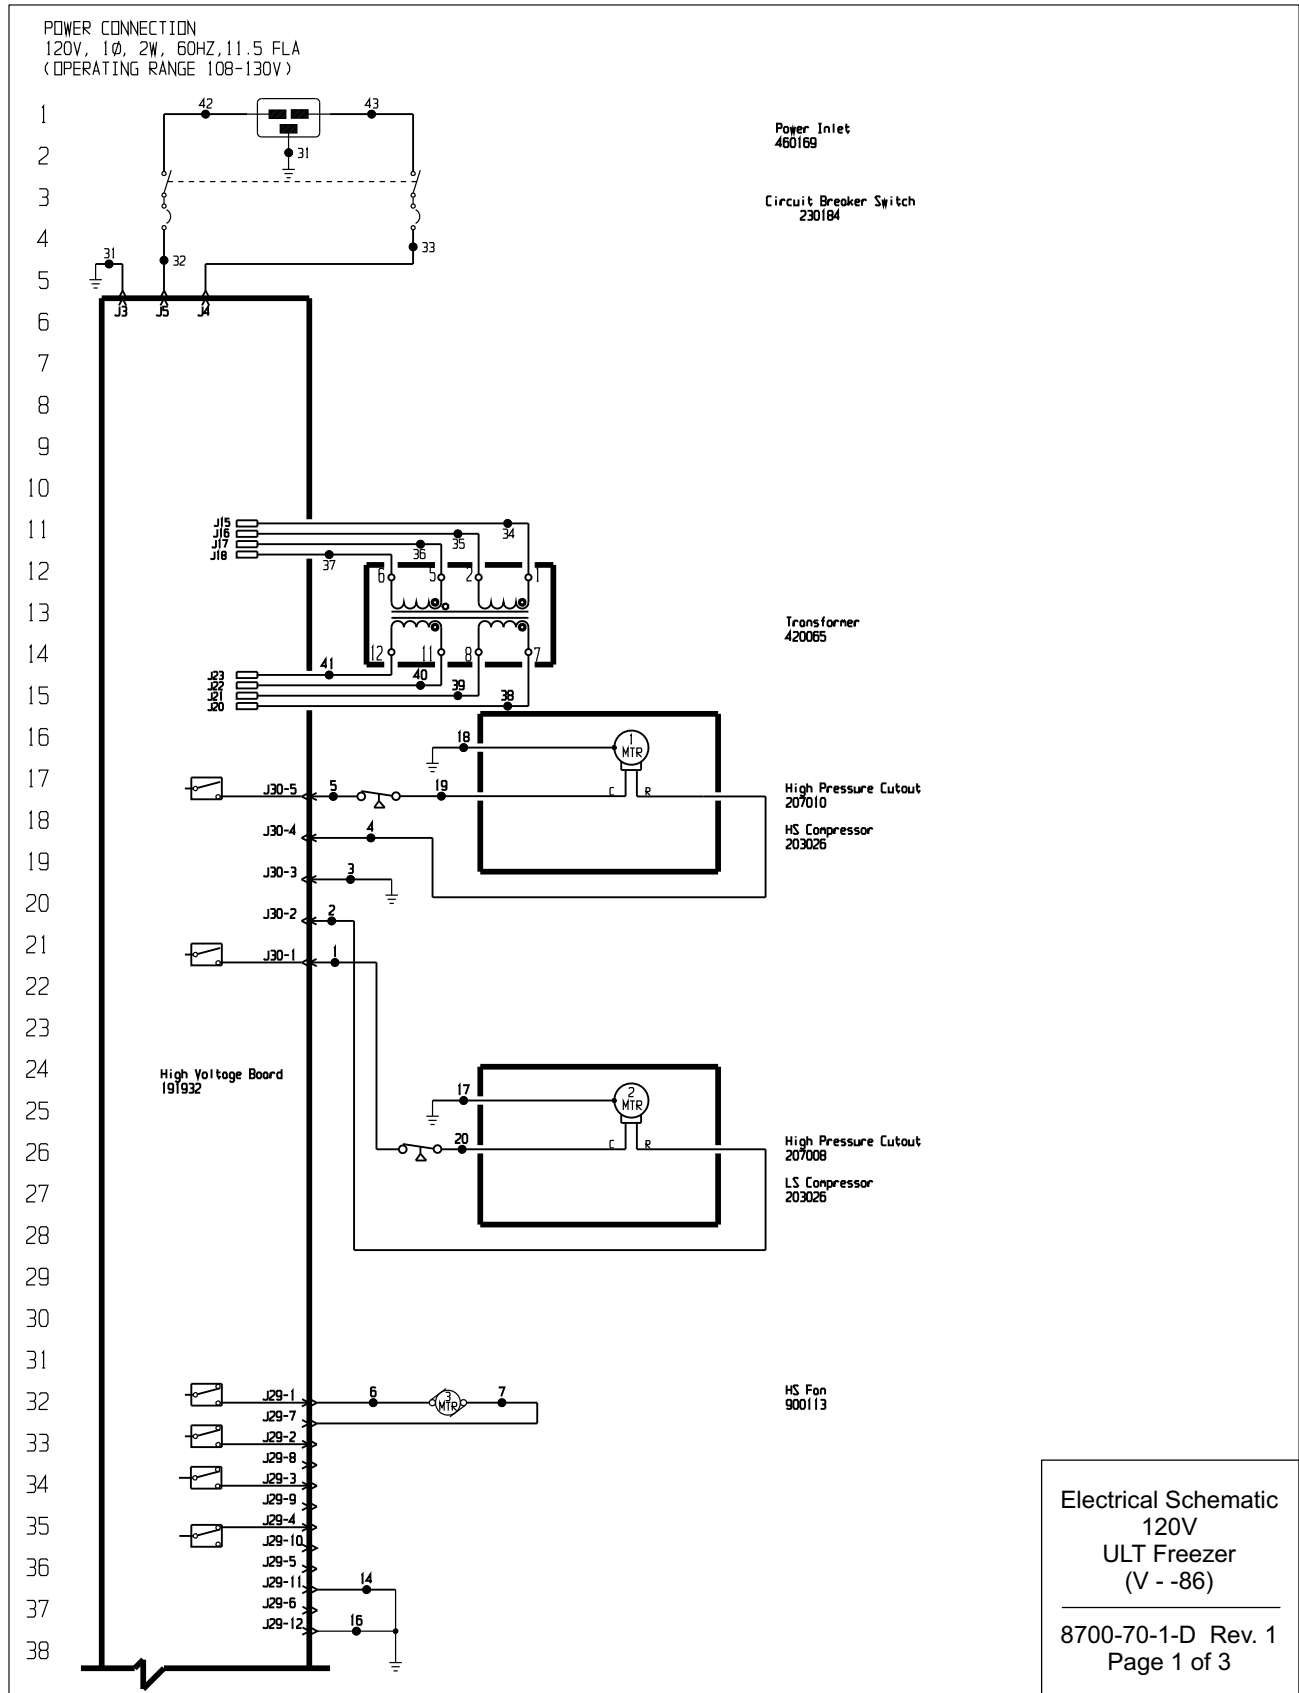 POWER CONNECTION
120V, 1Ø, 2W, 60HZ,11.5 FLA
(OPERATING RANGE 108-130V)
1
42
43
Power Inlet
460169
2
31
3
Circuit Breaker Switch
230184
4
33
31
32
5
J3
J5
J4
6
7
8
9
10
11
J15
34
J16
35
J17
36
J18
37
12
6
5
2
1
13
Transformer
420065
14
12
11
8
7
J23
41
J22
40
15
J21
39
J20
38
16
18
1
MTR
17
J30-5
5
19
C
R
High Pressure Cutout
207010
18
J30-4
4
HS Compressor
203026
19
J30-3
3
20
J30-2
2
21
J30-1
1
22
23
24
High Voltage Board
191932
17
2
MTR
25
26
20
C
R
High Pressure Cutout
207008
27
LS Compressor
203026
28
29
30
31
32
J29-1
6
3
MTR
7
HS Fan
900113
J29-7
33
J29-2
J29-8
34
J29-3
J29-9
35
J29-4
J29-10
36
J29-5
J29-11
14
37
J29-6
J29-12
16
38
Electrical Schematic
120V
ULT Freezer
(V - -86)
8700-70-1-D Rev. 1
Page 1 of 3